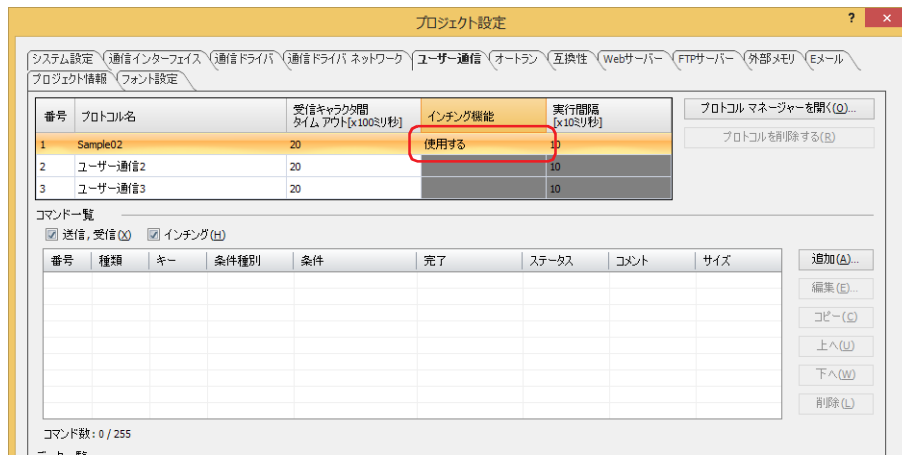 プロジェクト設定
? ×
システム設定 通信インターフェイス 通信ドライバ 通信ドライバ ネットワーク ユーザー通信 オートラン 互換性 Webサーバー FTPサーバー 外部メモリ Eメール
プロジェクト情報 フォント設定
番号 プロトコル名 受信キャラクタ間 タイム アウト[x100ミリ秒] インチング機能 実行間隔 [x10ミリ秒]
プロトコル マネージャーを開く(O)...
1 Sample02 20 使用する 10
プロトコルを削除する(R)
2 ユーザー通信2 20 10
3 ユーザー通信3 20 10
コマンド一覧
送信, 受信(X) インチング(H)
番号 種類 キー 条件種別 条件 完了 ステータス コメント サイズ
追加(A)...
編集(E)...
コピー(C)
上へ(U)
下へ(W)
削除(L)
コマンド数: 0 / 255